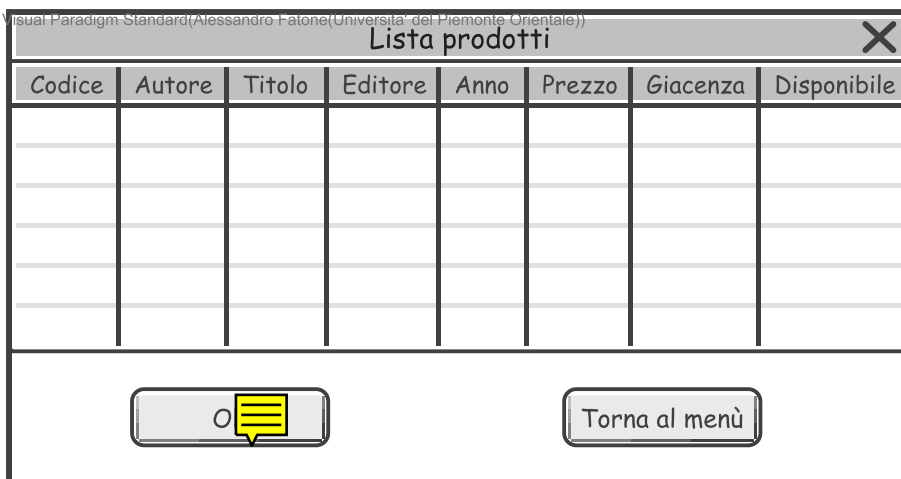 Visual Paradigm Standard(Alessandro Fatone(Universita' del Piemonte Orientale))
Lista prodotti
Codice Autore Titolo Editore Anno Prezzo Giacenza Disponibile
Torna al menù